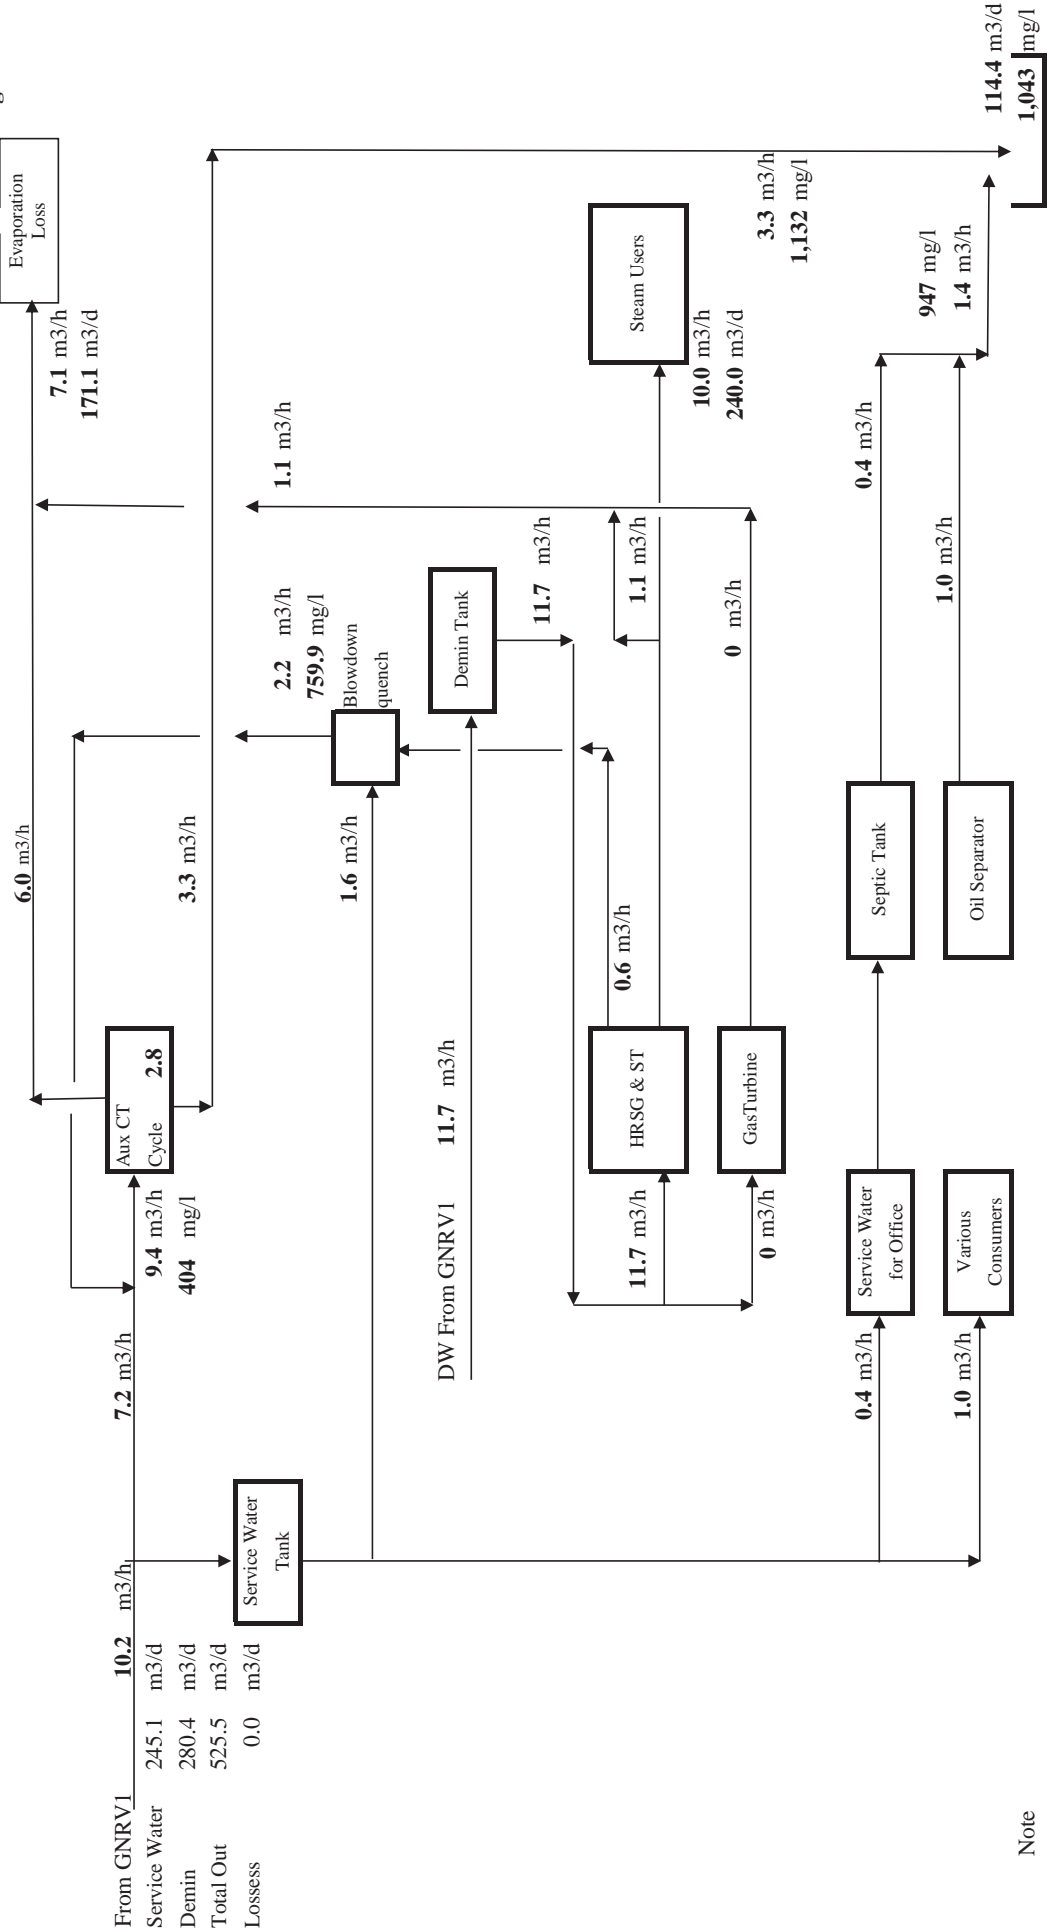 From GNRV1
10.2 m3/h
Service Water 245.1 m3/d
Demin 280.4 m3/d
Total Out 525.5 m3/d
Lossess 0.0 m3/d
Service Water
Tank
7.2 m3/h
9.4 m3/h
404 mg/l
Aux CT
Cycle 2.8
6.0 m3/h
3.3 m3/h
Evaporation
Loss
7.1 m3/h
171.1 m3/d
1.1 m3/h
1.6 m3/h
2.2 m3/h
759.9 mg/l
Blowdown
quench
DW From GNRV1 11.7 m3/h
Demin Tank
11.7 m3/h
11.7 m3/h
HRSG & ST
0.6 m3/h
1.1 m3/h
Steam Users
10.0 m3/h
240.0 m3/d
0 m3/h
GasTurbine
0 m3/h
3.3 m3/h
1,132 mg/l
0.4 m3/h
Service Water
for Office
Septic Tank
0.4 m3/h
1.0 m3/h
Various
Consumers
Oil Separator
1.0 m3/h
947 mg/l
1.4 m3/h
114.4 m3/d
1,043 mg/l
Note